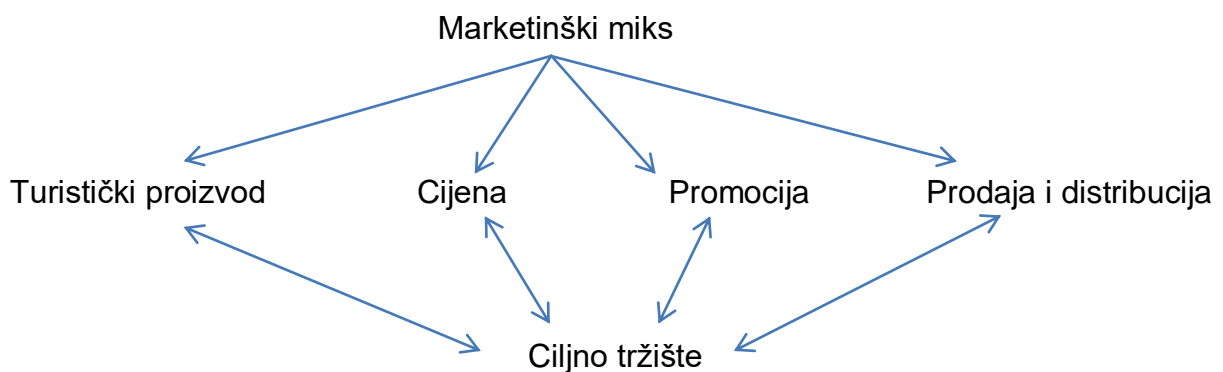 Marketinški miks
Turistički proizvod
Cijena
Promocija
Prodaja i distribucija
Ciljno tržište